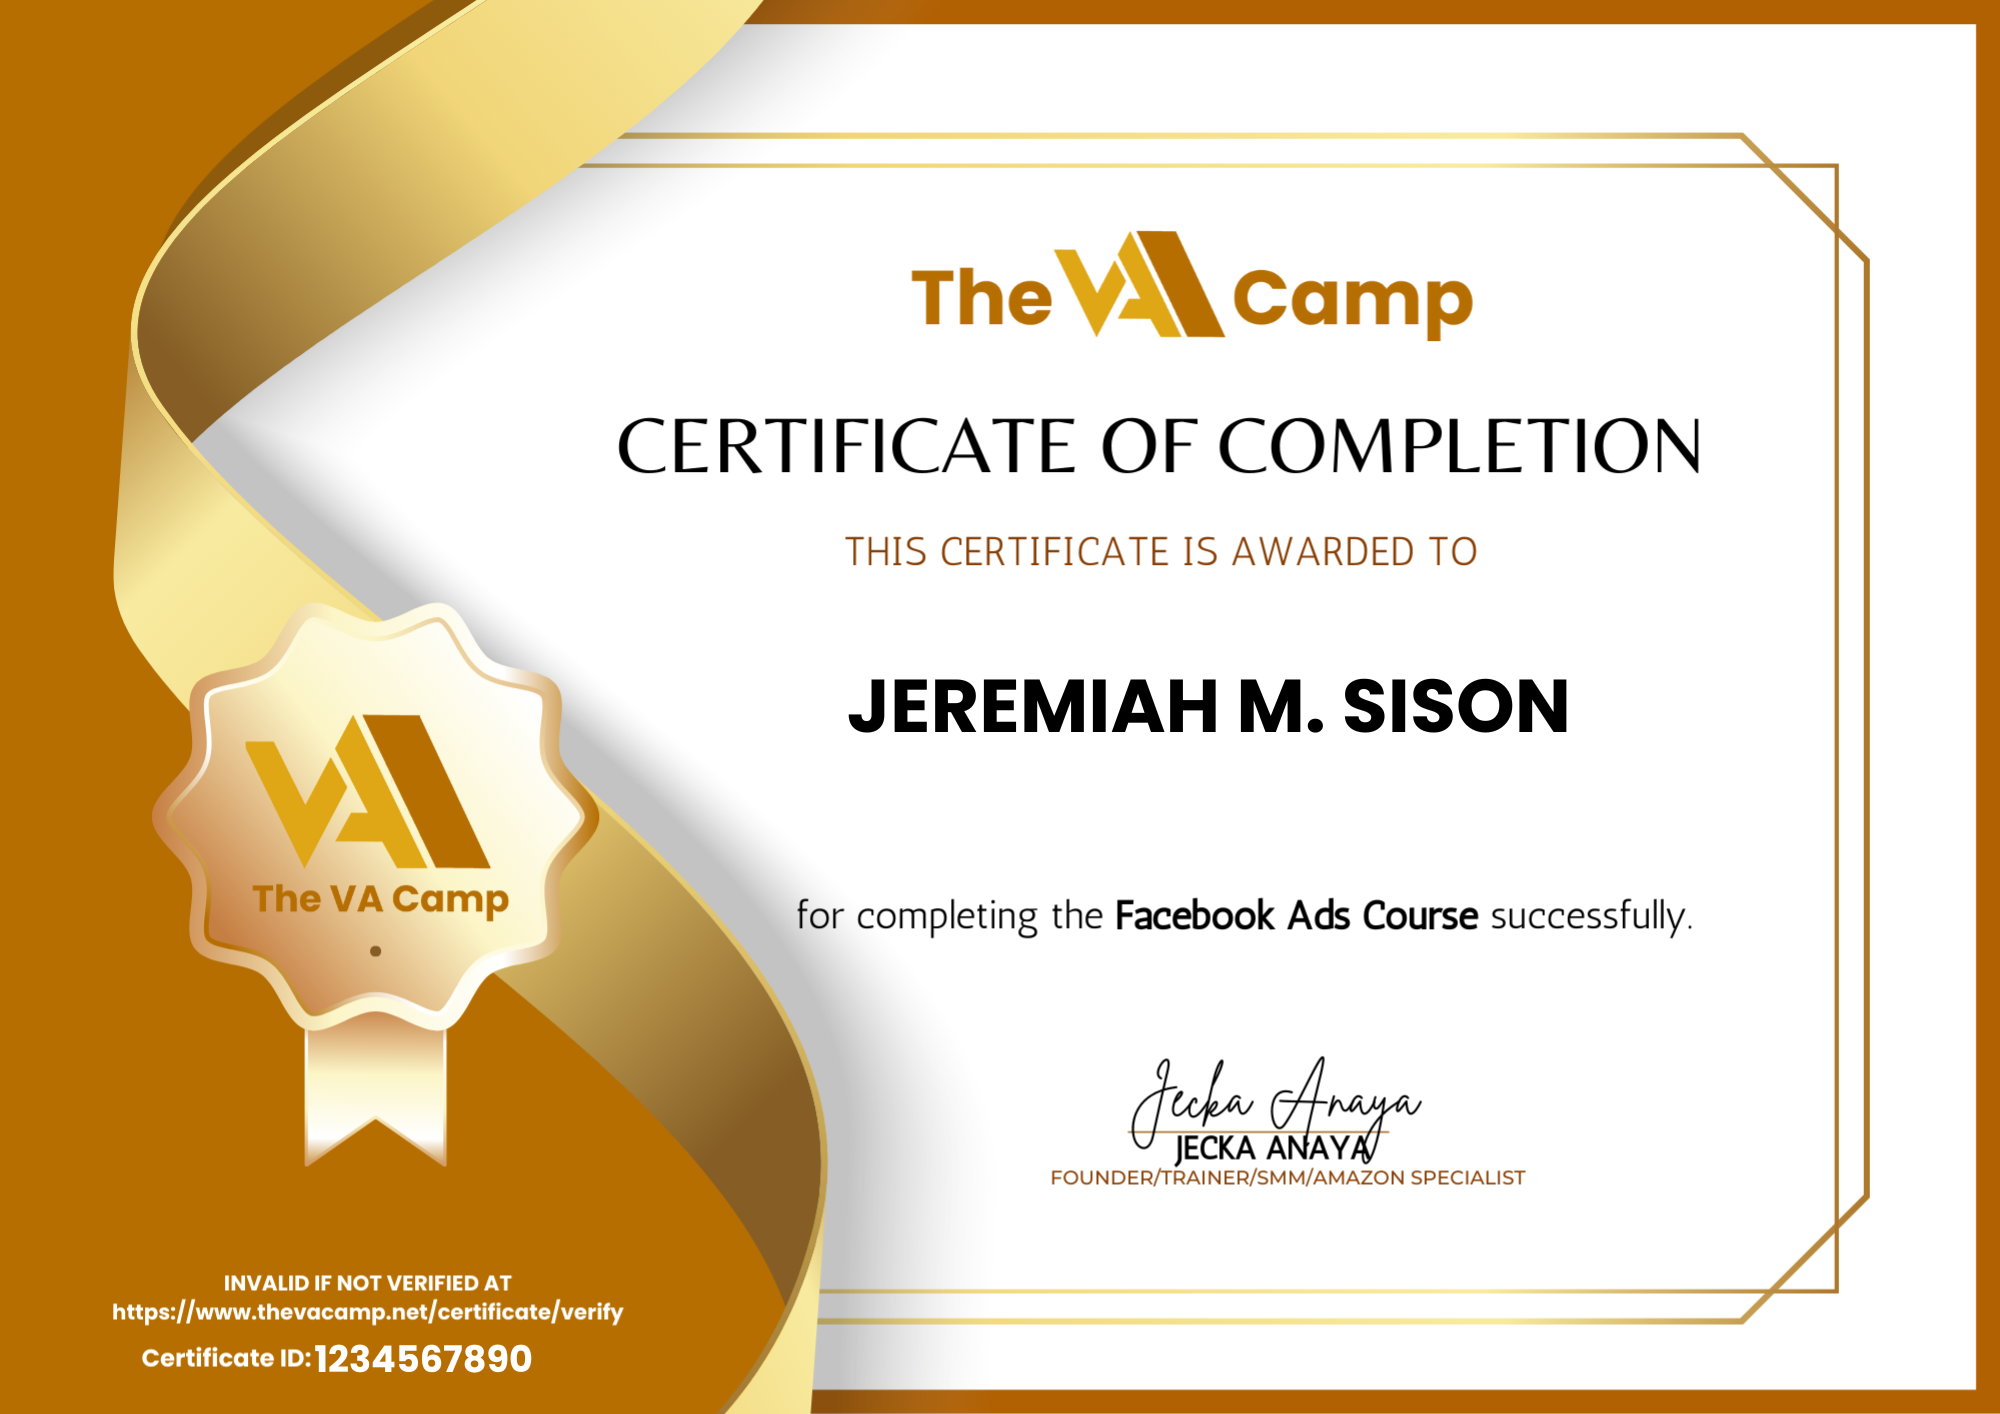 The VA Camp
CERTIFICATE OF COMPLETION
THIS CERTIFICATE IS AWARDED TO
JEREMIAH M. SISON
for completing the Facebook Ads Course successfully.
Jecka Anaya
JECKA ANAYA
FOUNDER/TRAINER/SMM/AMAZON SPECIALIST
VA
The VA Camp
INVALID IF NOT VERIFIED AT
https://www.thevacamp.net/certificate/verify
Certificate ID: 1234567890